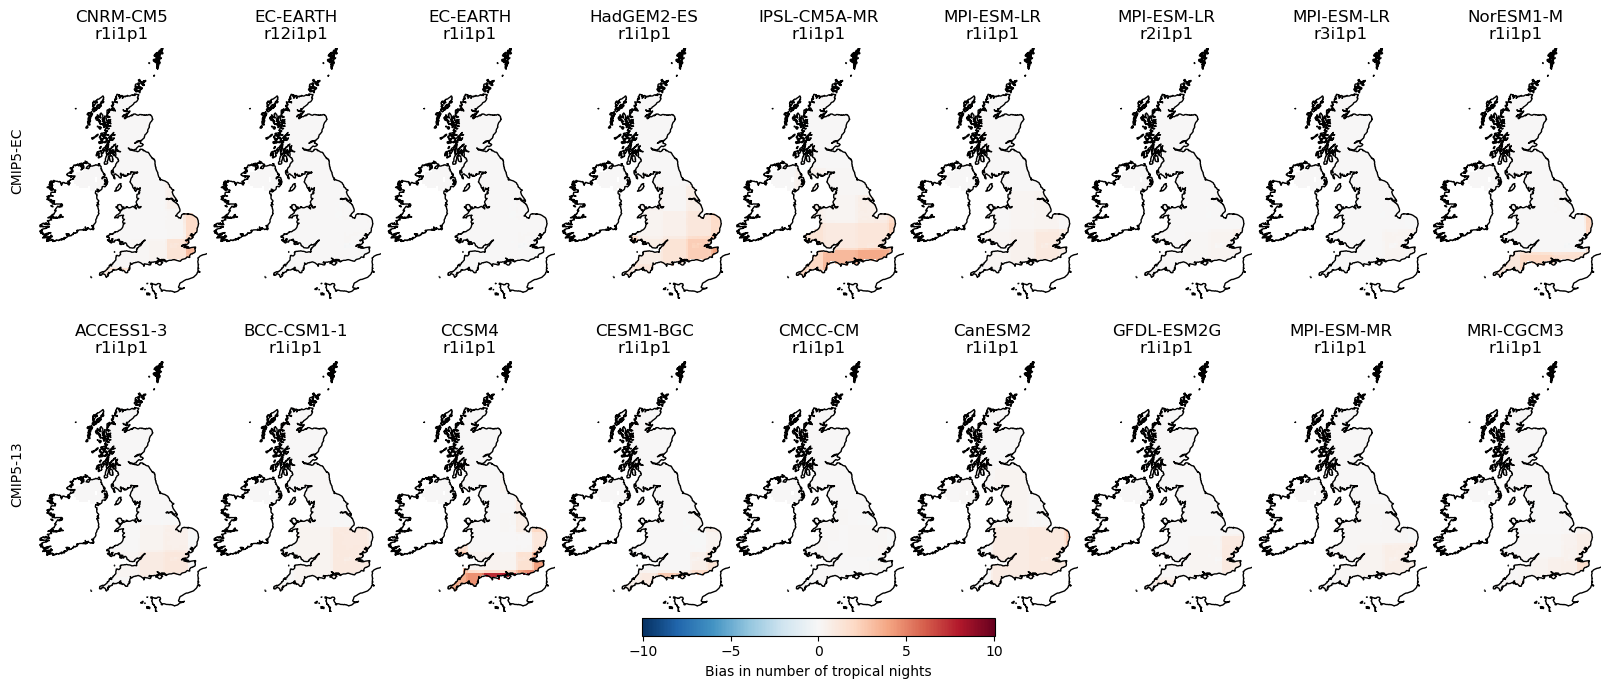 CNRM-CM5
r1i1p1
EC-EARTH
r12i1p1
EC-EARTH
r1i1p1
HadGEM2-ES
r1i1p1
IPSL-CM5A-MR
r1i1p1
MPI-ESM-LR
r1i1p1
MPI-ESM-LR
r2i1p1
MPI-ESM-LR
r3i1p1
NorESM1-M
r1i1p1
CMIP5-EC
ACCESS1-3
r1i1p1
BCC-CSM1-1
r1i1p1
CCSM4
r1i1p1
CESM1-BGC
r1i1p1
CMCC-CM
r1i1p1
CanESM2
r1i1p1
GFDL-ESM2G
r1i1p1
MPI-ESM-MR
r1i1p1
MRI-CGCM3
r1i1p1
CMIP5-13
−10 −5 0 5 10
Bias in number of tropical nights